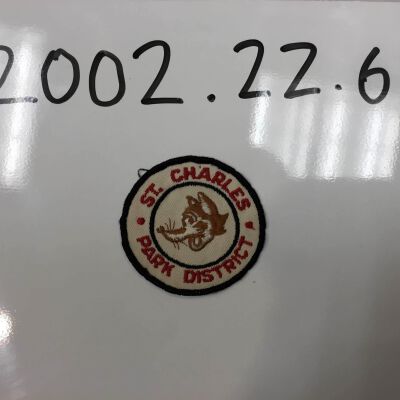 2002.22.6
ST. CHARLES
PARK DISTRICT